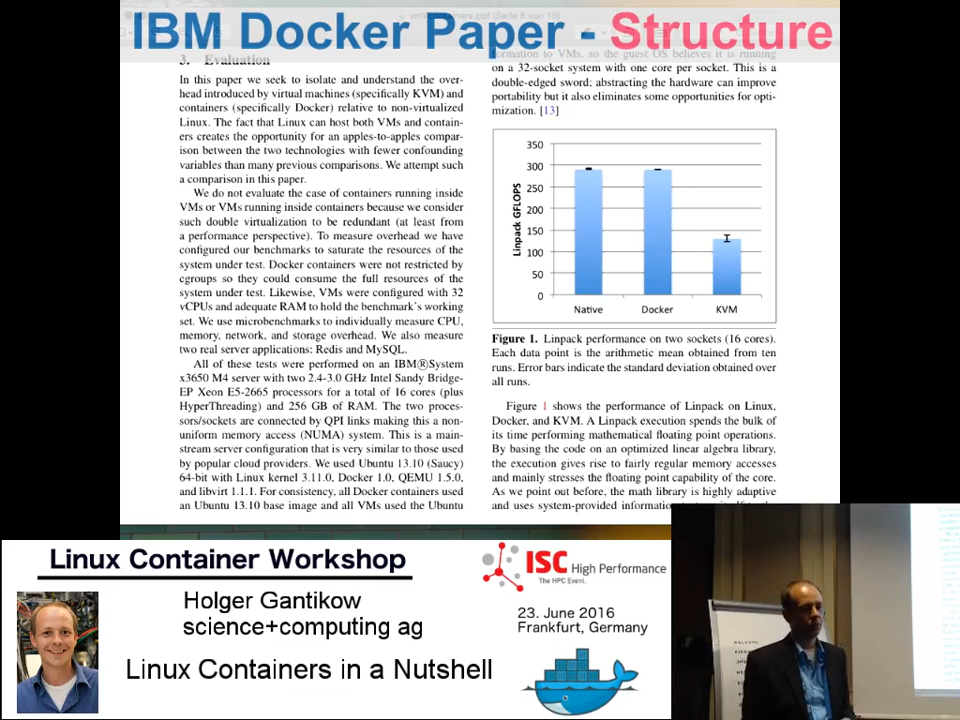 IBM Docker Paper - Structure
3. Evaluation
In this paper we seek to isolate and understand the over-
head introduced by virtual machines (specifically KVM) and
containers (specifically Docker) relative to non-virtualized
Linux. The fact that Linux can host both VMs and contain-
ers creates the opportunity for an apples-to-apples compar-
ison between the two technologies with fewer confounding
variables than many previous comparisons. We attempt such
a comparison in this paper.
We do not evaluate the case of containers running inside
VMs or VMs running inside containers because we consider
such double virtualization to be redundant (at least from
a performance perspective). To measure overhead we have
configured our benchmarks to saturate the resources of the
system under test. Docker containers were not restricted by
cgroups so they could consume the full resources of the
system under test. Likewise, VMs were configured with 32
vCPUs and adequate RAM to hold the benchmark's working
set. We use microbenchmarks to individually measure CPU,
memory, network, and storage overhead. We also measure
two real server applications: Redis and MySQL.
All of these tests were performed on an IBM®System
x3650 M4 server with two 2.4-3.0 GHz Intel Sandy Bridge-
EP Xeon E5-2665 processors for a total of 16 cores (plus
HyperThreading) and 256 GB of RAM. The two proces-
sors/sockets are connected by QPI links making this a non-
uniform memory access (NUMA) system. This is a main-
stream server configuration that is very similar to those used
by popular cloud providers. We used Ubuntu 13.10 (Saucy)
64-bit with Linux kernel 3.11.0, Docker 1.0, QEMU 1.5.0,
and libvirt 1.1.1. For consistency, all Docker containers used
an Ubuntu 13.10 base image and all VMs used the Ubuntu
formation to VMs, so the guest OS believes it is running
on a 32-socket system with one core per socket. This is a
double-edged sword; abstracting the hardware can improve
portability but it also eliminates some opportunities for opti-
mization. [13]
350
300
250
200
150
100
50
0
Linpack GFLOPS
Native Docker KVM
Figure 1. Linpack performance on two sockets (16 cores).
Each data point is the arithmetic mean obtained from ten
runs. Error bars indicate the standard deviation obtained over
all runs.
Figure 1 shows the performance of Linpack on Linux,
Docker, and KVM. A Linpack execution spends the bulk of
its time performing mathematical floating point operations.
By basing the code on an optimized linear algebra library,
the execution gives rise to fairly regular memory accesses
and mainly stresses the floating point capability of the core.
As we point out before, the math library is highly adaptive
and uses system-provided information
Linux Container Workshop
Holger Gantikow
science+computing ag
Linux Containers in a Nutshell
ISC High Performance
The HPC Event.
23. June 2016
Frankfurt, Germany
WELCOME